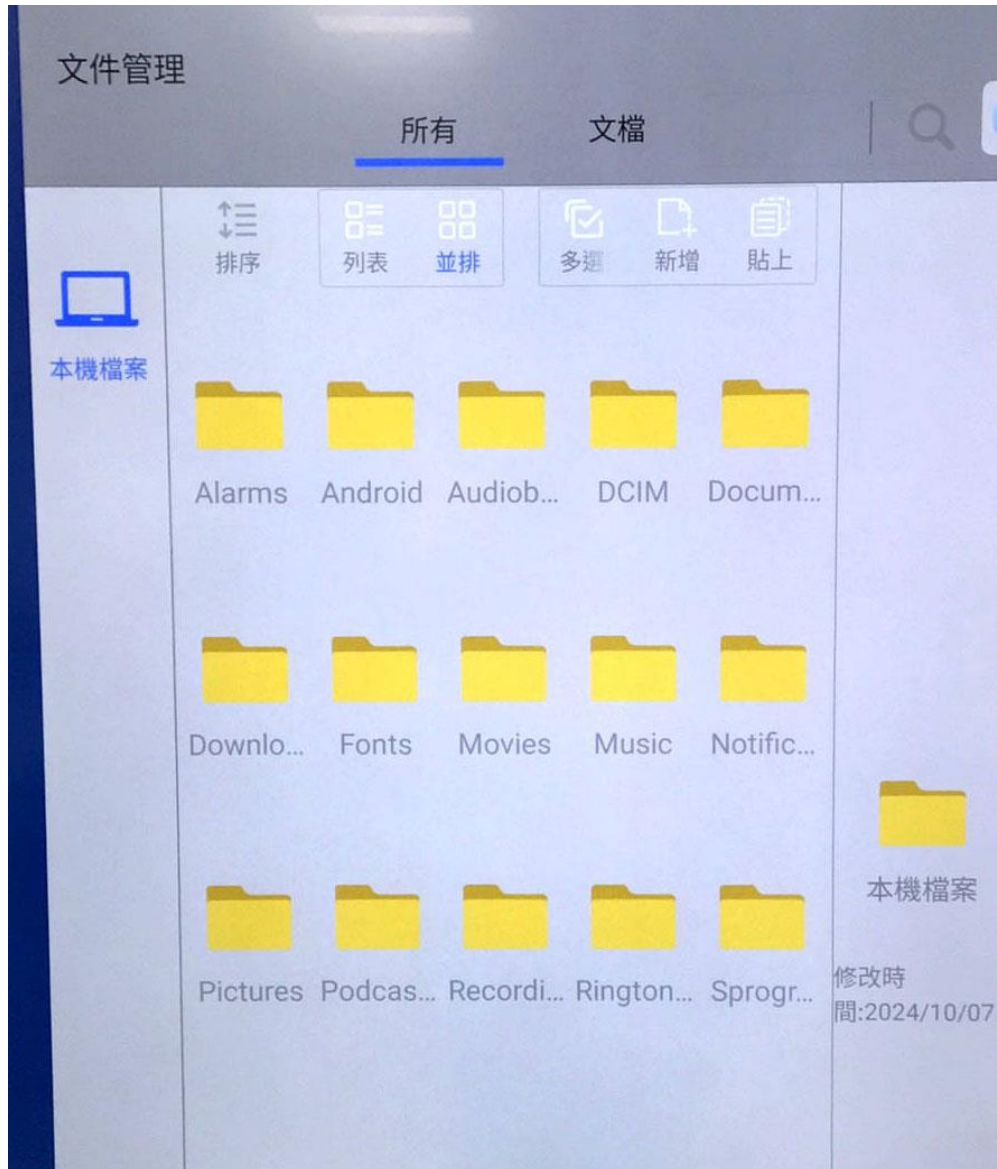 文件管理
所有 文檔
排序 列表 並排 多選 新增 貼上
本機檔案
Alarms Android Audiob... DCIM Docum...
Downlo... Fonts Movies Music Notific...
本機檔案
Pictures Podcas... Recordi... Rington... Sprogr...
修改時
間:2024/10/07